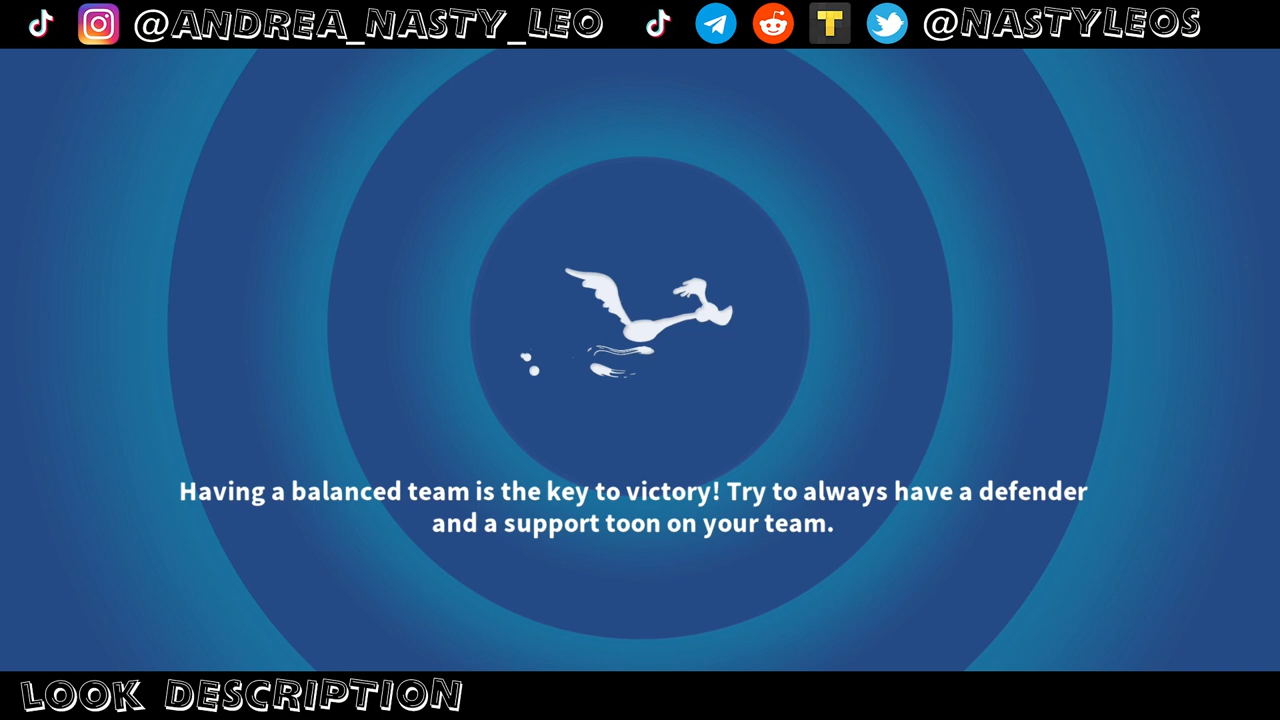 @ANDREA_NASTY_LEO @NASTYLEOS
Having a balanced team is the key to victory! Try to always have a defender
and a support toon on your team.
LOOK DESCRIPTION